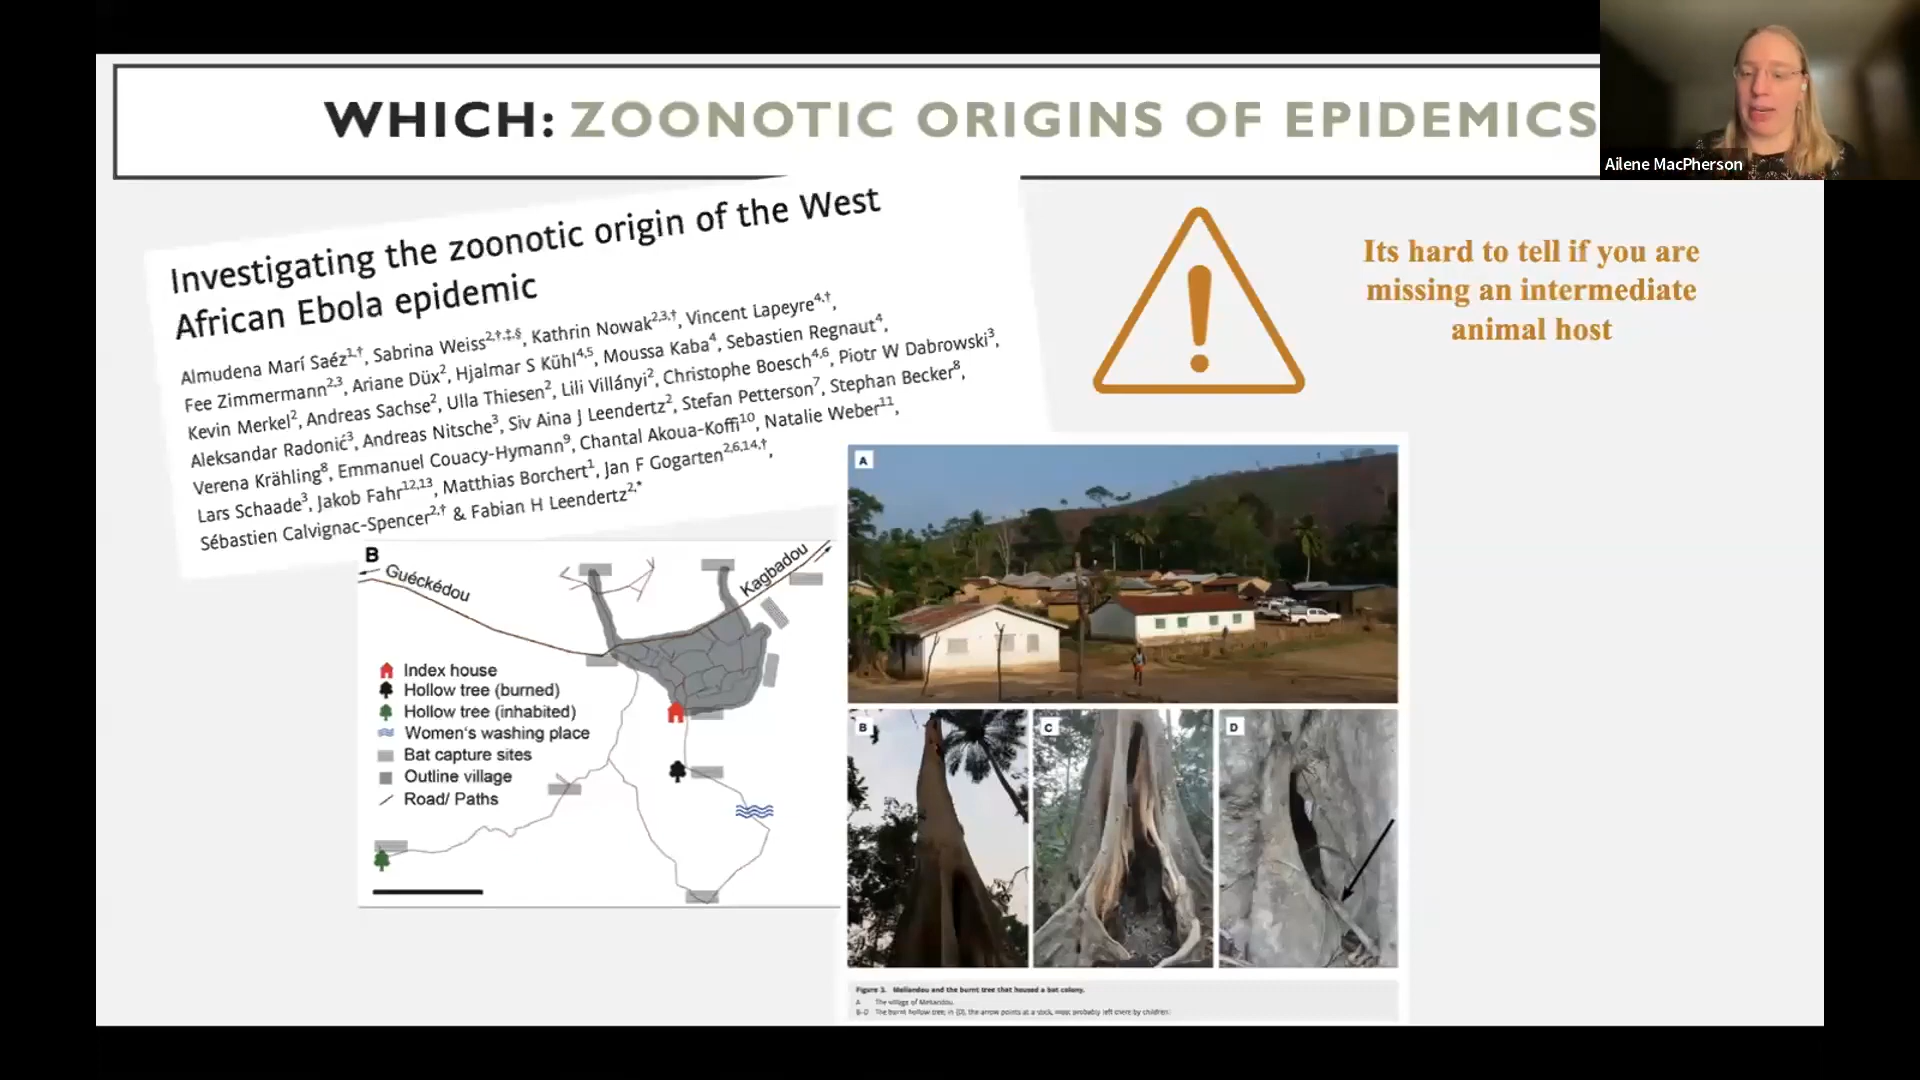 WHICH: ZOONOTIC ORIGINS OF EPIDEMICS
Ailene MacPherson
Investigating the zoonotic origin of the West
African Ebola epidemic
Almudena Marí Saéz1,†, Sabrina Weiss2,†,‡,§, Kathrin Nowak2,3,†, Vincent Lapeyre4,†,
Fee Zimmermann2,3, Ariane Düx2, Hjalmar S Kühl4,5, Moussa Kaba4, Sebastien Regnaut4,
Kevin Merkel2, Andreas Sachse2, Ulla Thiesen2, Lili Villányi2, Christophe Boesch4,6, Piotr W Dabrowski3,
Aleksandar Radonić3, Andreas Nitsche3, Siv Aina J Leendertz2, Stefan Petterson7, Stephan Becker8,
Verena Krähling8, Emmanuel Couacy-Hymann9, Chantal Akoua-Koffi10, Natalie Weber11,
Lars Schaade3, Jakob Fahr12,13, Matthias Borchert1, Jan F Gogarten2,6,14,†,
Sébastien Calvignac-Spencer2,† & Fabian H Leendertz2,*
Its hard to tell if you are
missing an intermediate
animal host
B
Guéckédou
Kagbadou
Index house
Hollow tree (burned)
Hollow tree (inhabited)
Women's washing place
Bat capture sites
Outline village
Road/ Paths
A
B
C
D
Figure 3. Meliandou and the burnt tree that housed a bat colony.
A The village of Meliandou.
B–D The burnt hollow tree; in (D), the arrow points at a stick, most probably left there by children.